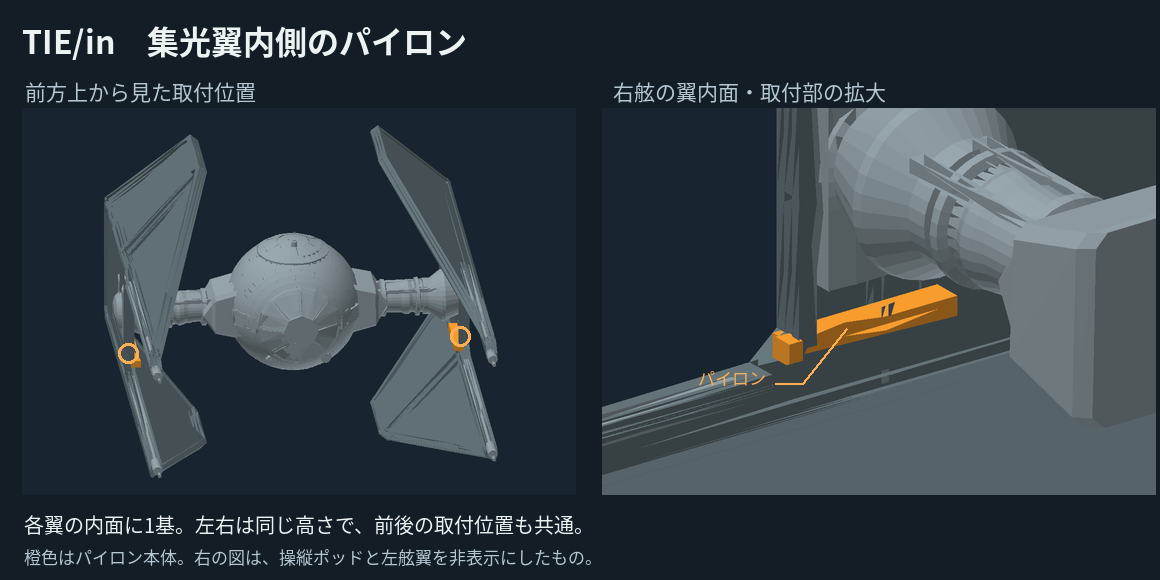 TIE/in　集光翼内側のパイロン
前方上から見た取付位置
右舷の翼内面・取付部の拡大
パイロン
各翼の内面に1基。左右は同じ高さで、前後の取付位置も共通。
橙色はパイロン本体。右の図は、操縦ポッドと左舷翼を非表示にしたもの。